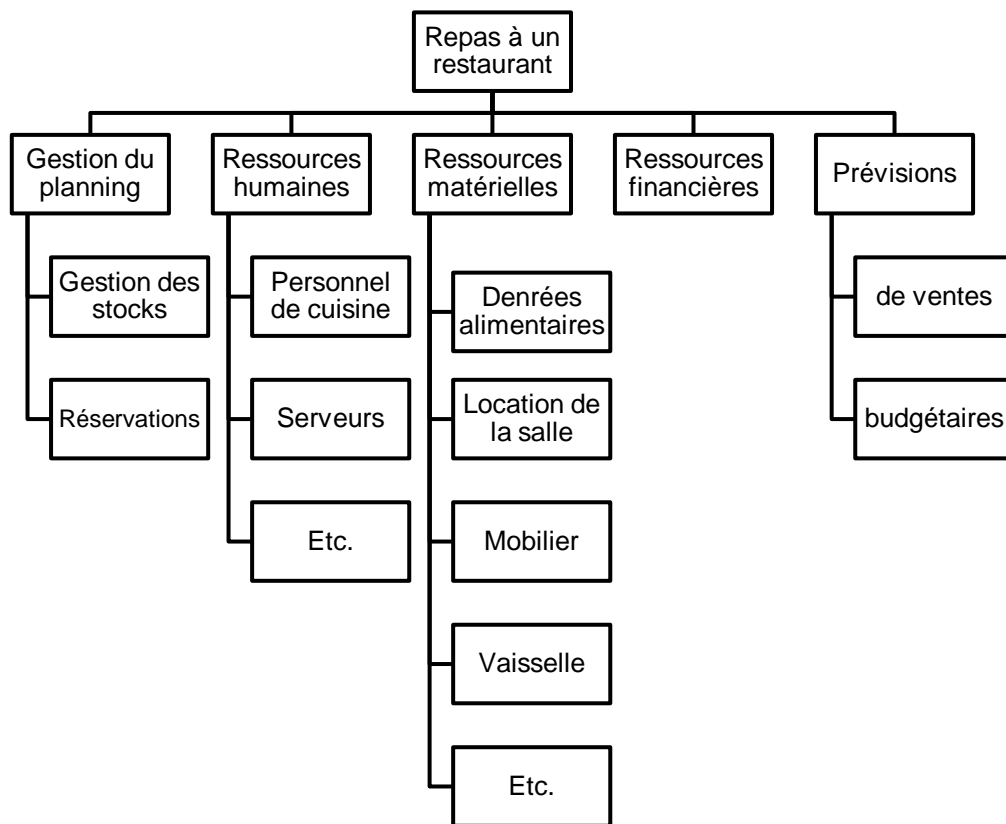 Repas à un
restaurant
Gestion du
planning
Ressources
humaines
Ressources
matérielles
Ressources
financières
Prévisions
Gestion des
stocks
Réservations
Personnel
de cuisine
Serveurs
Etc.
Denrées
alimentaires
Location de
la salle
Mobilier
Vaisselle
Etc.
de ventes
budgétaires